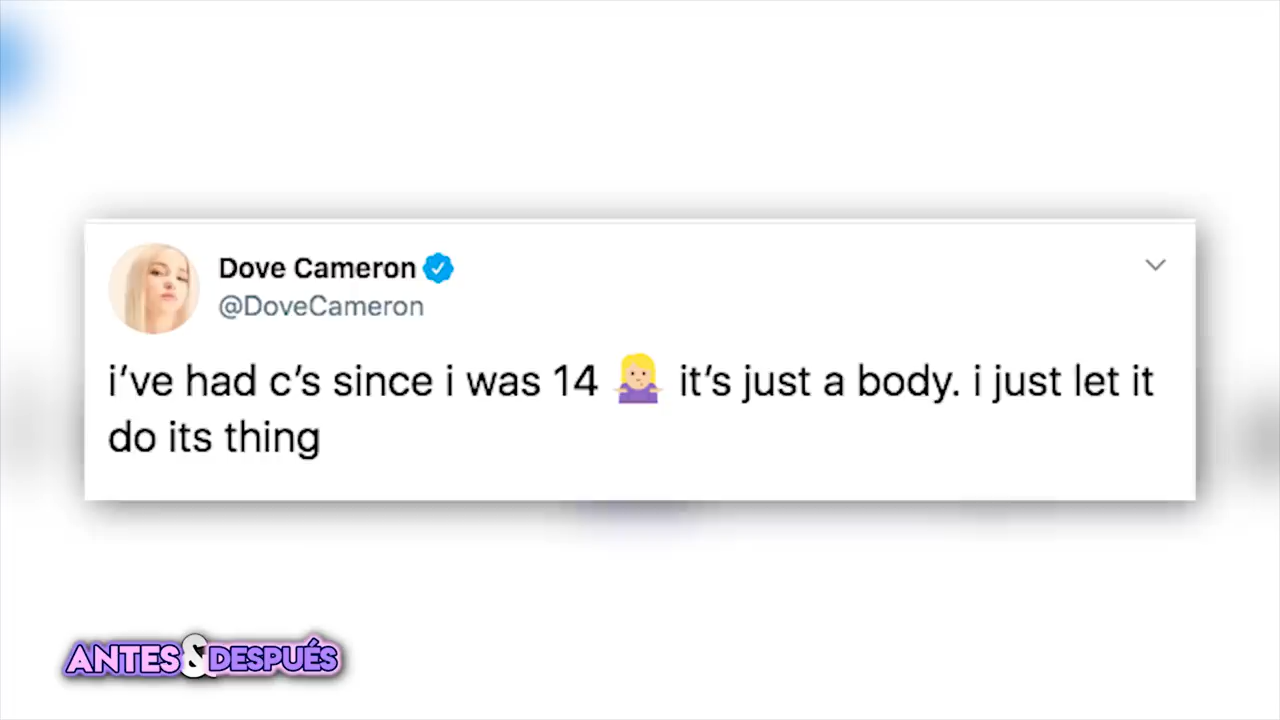 Dove Cameron
@DoveCameron
i’ve had c’s since i was 14 🤷🏼‍♀️ it’s just a body. i just let it
do its thing
ANTES&DESPUÉS